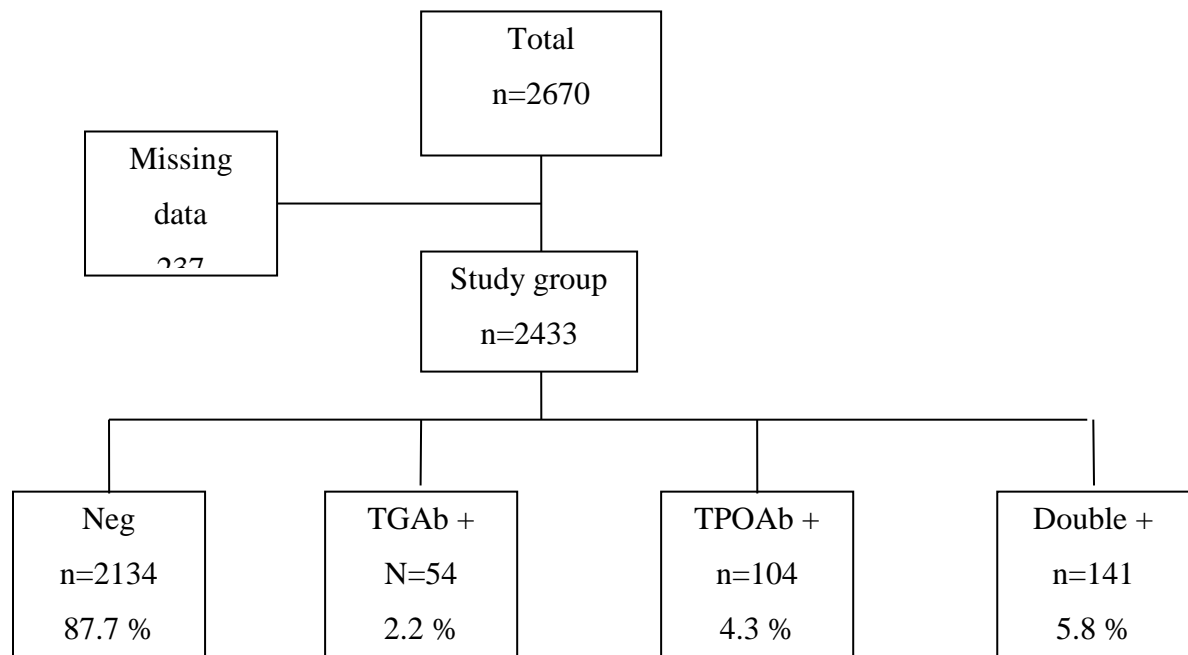 Total
n=2670
Missing
data
237
Study group
n=2433
Neg
n=2134
87.7 %
TGAb +
N=54
2.2 %
TPOAb +
n=104
4.3 %
Double +
n=141
5.8 %